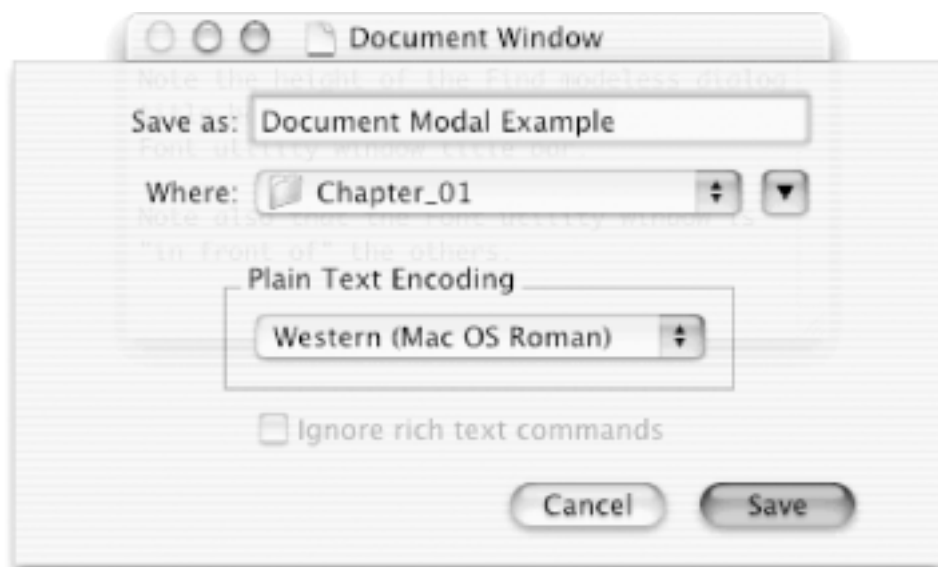 Document Window
Note the height of the Find modeless dialog
Save as: Document Modal Example
Font utility window title bar.
Where: Chapter_01
Note also that the Font utility window is
"in front of" the others.
Plain Text Encoding
Western (Mac OS Roman)
Ignore rich text commands
Cancel Save